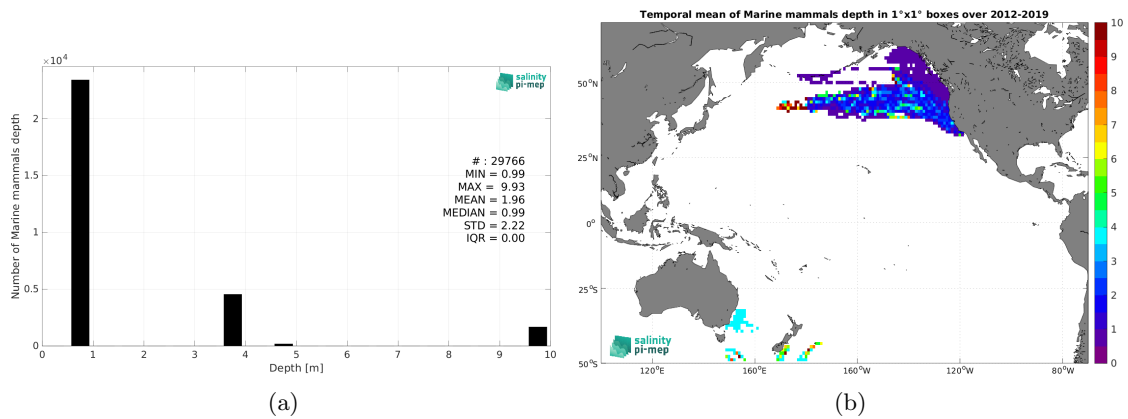 ×10⁴
2
1.5
1
0.5
0
Number of Marine mammals depth
salinity
pi-mep
# : 29766
MIN = 0.99
MAX = 9.93
MEAN = 1.96
MEDIAN = 0.99
STD = 2.22
IQR = 0.00
0 1 2 3 4 5 6 7 8 9 10
Depth [m]
(a)
Temporal mean of Marine mammals depth in 1°x1° boxes over 2012-2019
50°N
25°N
0°
25°S
50°S
salinity
pi-mep
120°E 160°E 160°W 120°W 80°W
10
9
8
7
6
5
4
3
2
1
0
(b)